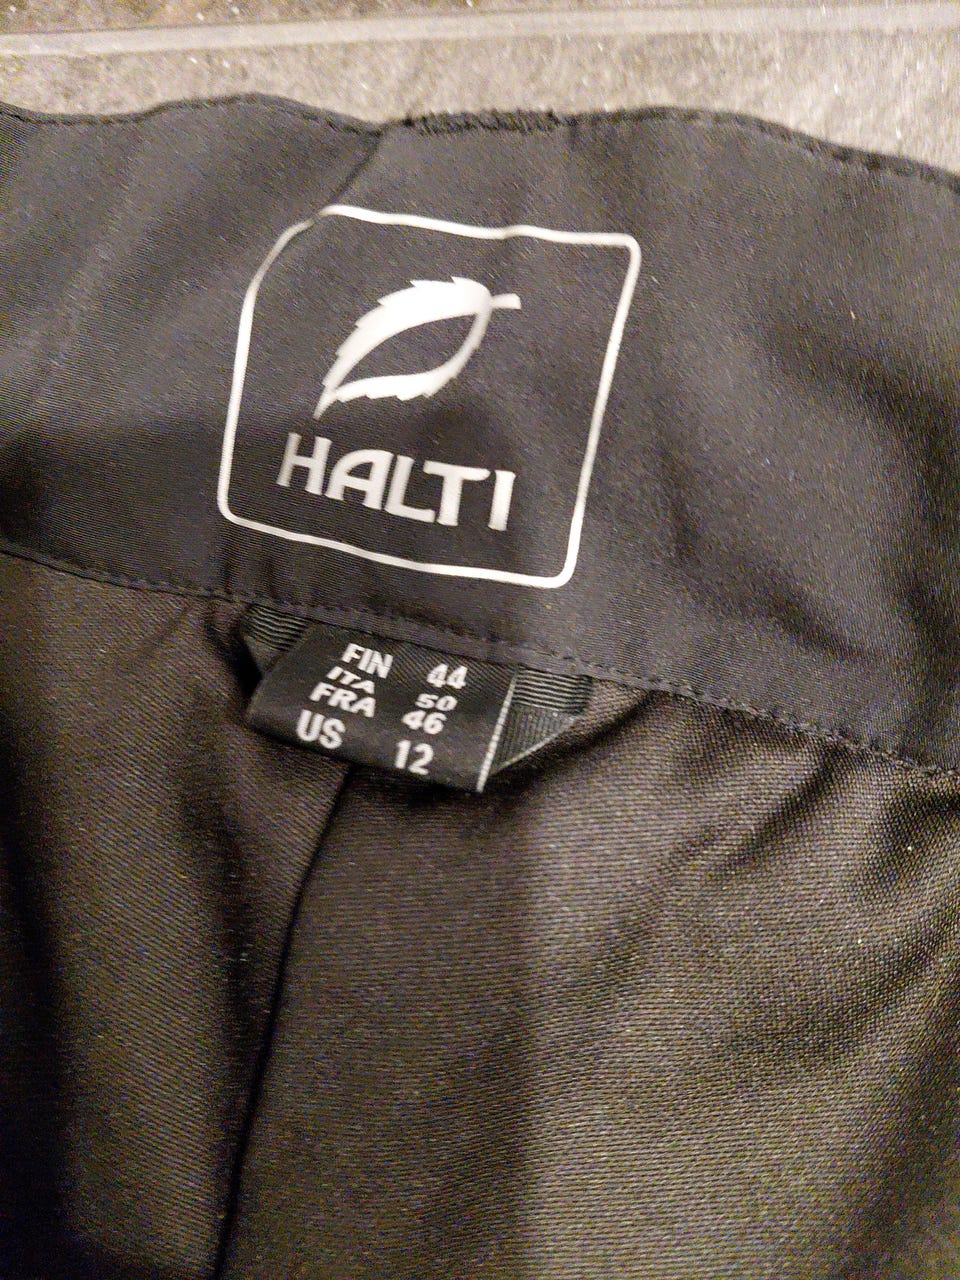 HALTI
FIN 44
ITA 50
FRA 46
US 12